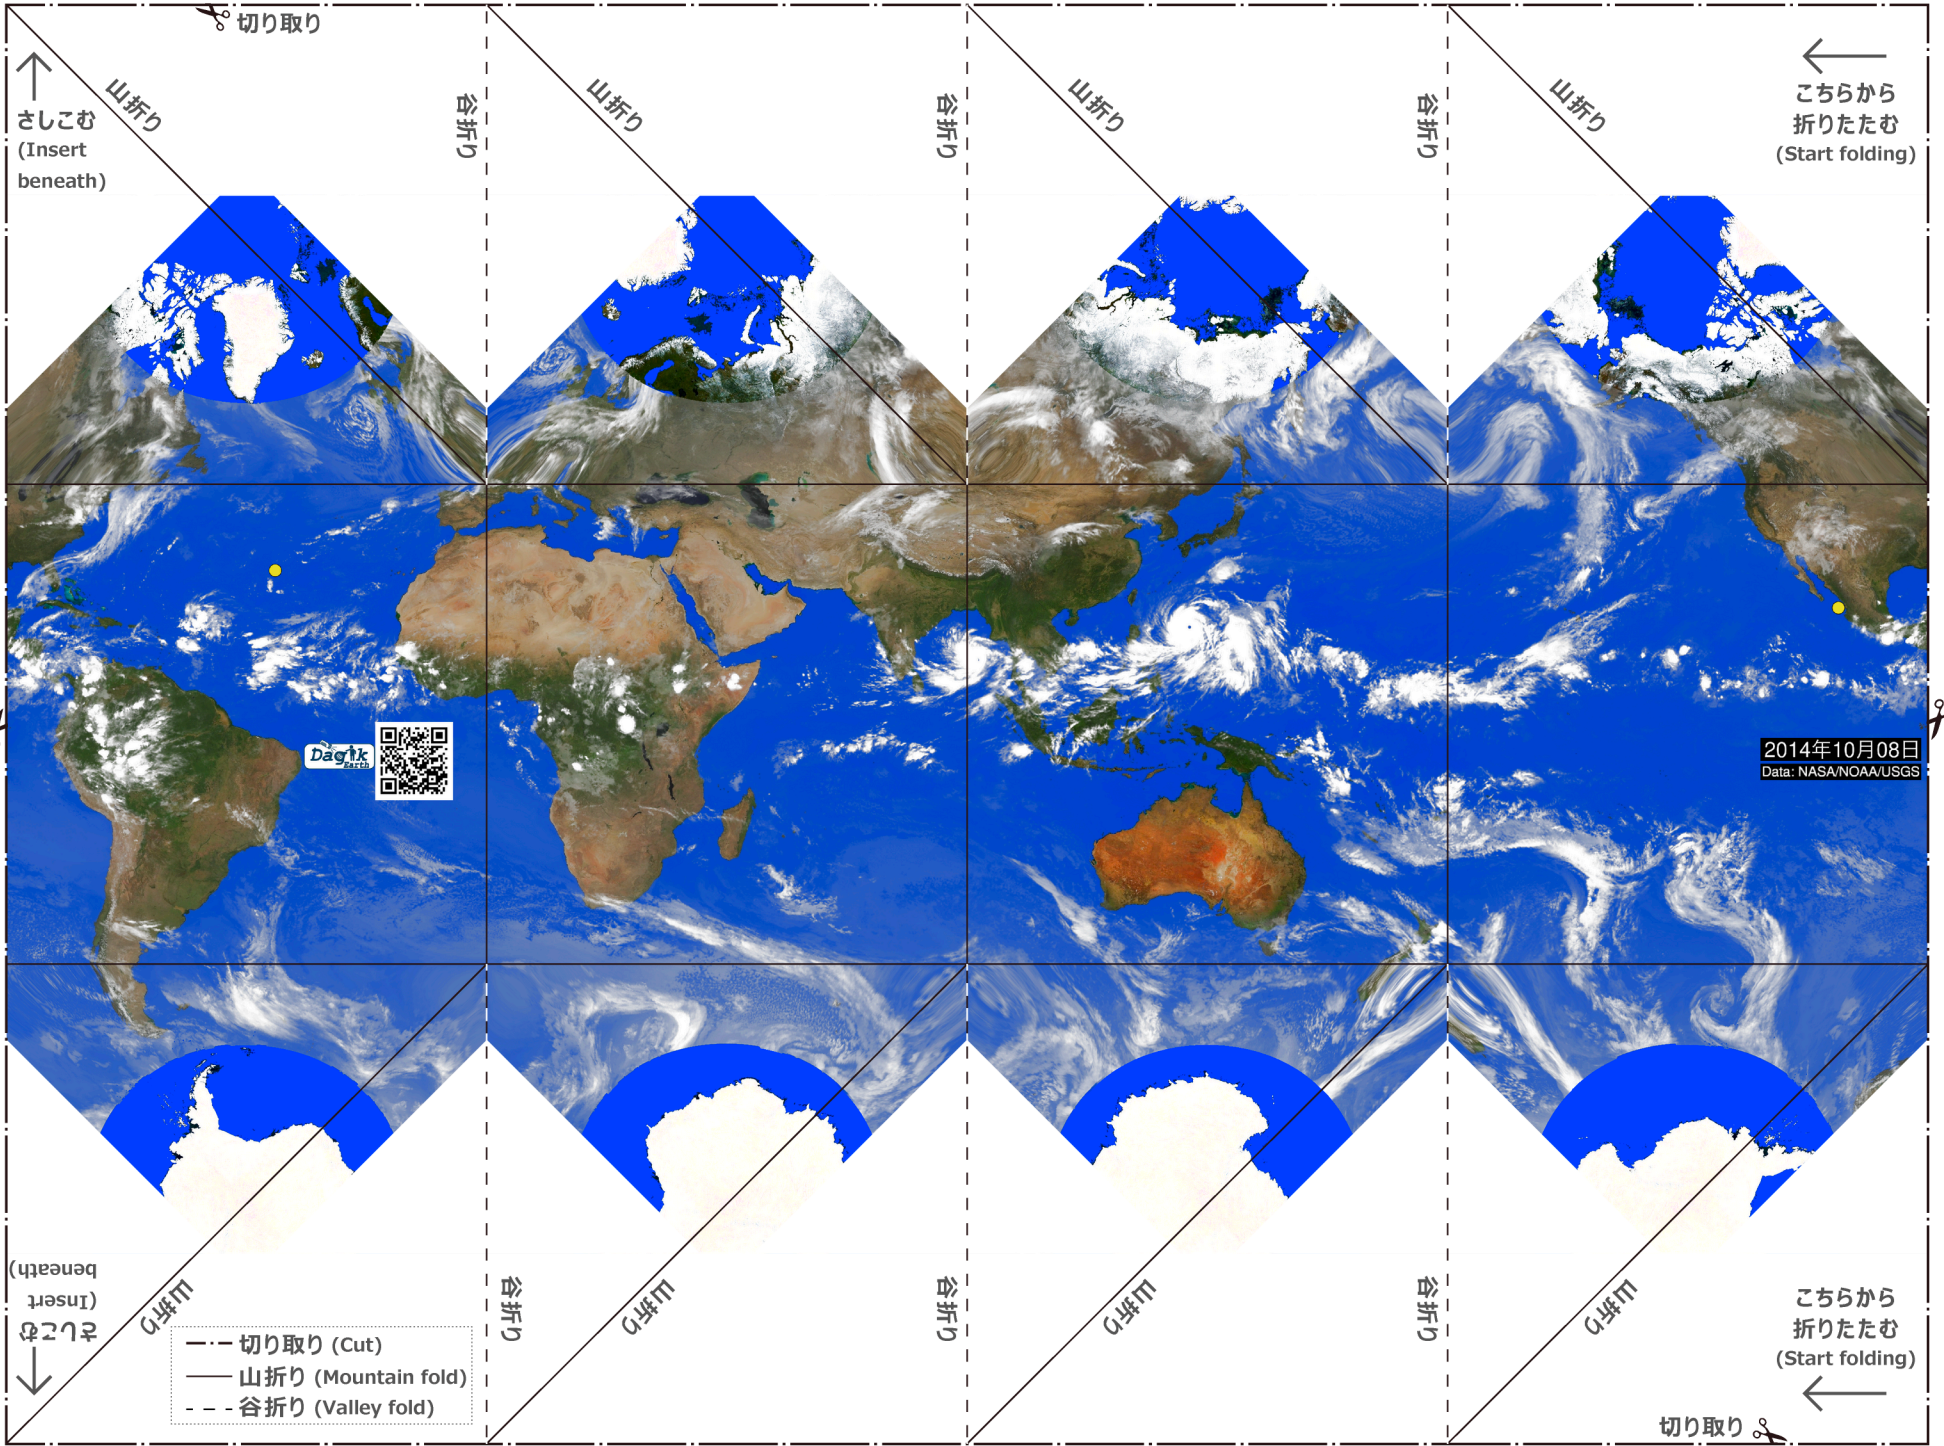 切り取り
山折り
谷折り
山折り
谷折り
山折り
谷折り
山折り
さしこむ
(Insert
beneath)
こちらから
折りたたむ
(Start folding)
Dagik
Earth
2014年10月08日
Data: NASA/NOAA/USGS
さしこむ
(Insert
beneath)
山折り
谷折り
山折り
谷折り
山折り
谷折り
山折り
切り取り (Cut)
山折り (Mountain fold)
谷折り (Valley fold)
こちらから
折りたたむ
(Start folding)
切り取り